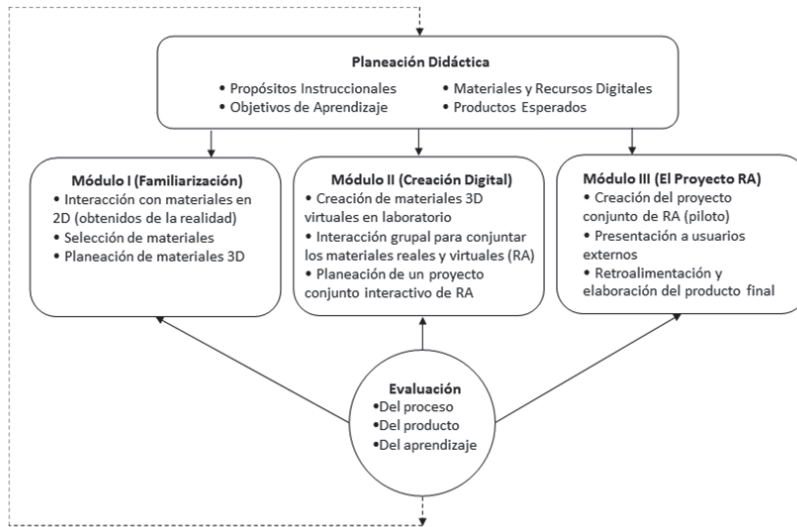 Planeación Didáctica
• Propósitos Instruccionales
• Objetivos de Aprendizaje
• Materiales y Recursos Digitales
• Productos Esperados
Módulo I (Familiarización)
• Interacción con materiales en
2D (obtenidos de la realidad)
• Selección de materiales
• Planeación de materiales 3D
Módulo II (Creación Digital)
• Creación de materiales 3D
virtuales en laboratorio
• Interacción grupal para conjuntar
los materiales reales y virtuales (RA)
• Planeación de un proyecto
conjunto interactivo de RA
Módulo III (El Proyecto RA)
• Creación del proyecto
conjunto de RA (piloto)
• Presentación a usuarios
externos
• Retroalimentación y
elaboración del producto final
Evaluación
•Del proceso
•Del producto
•Del aprendizaje